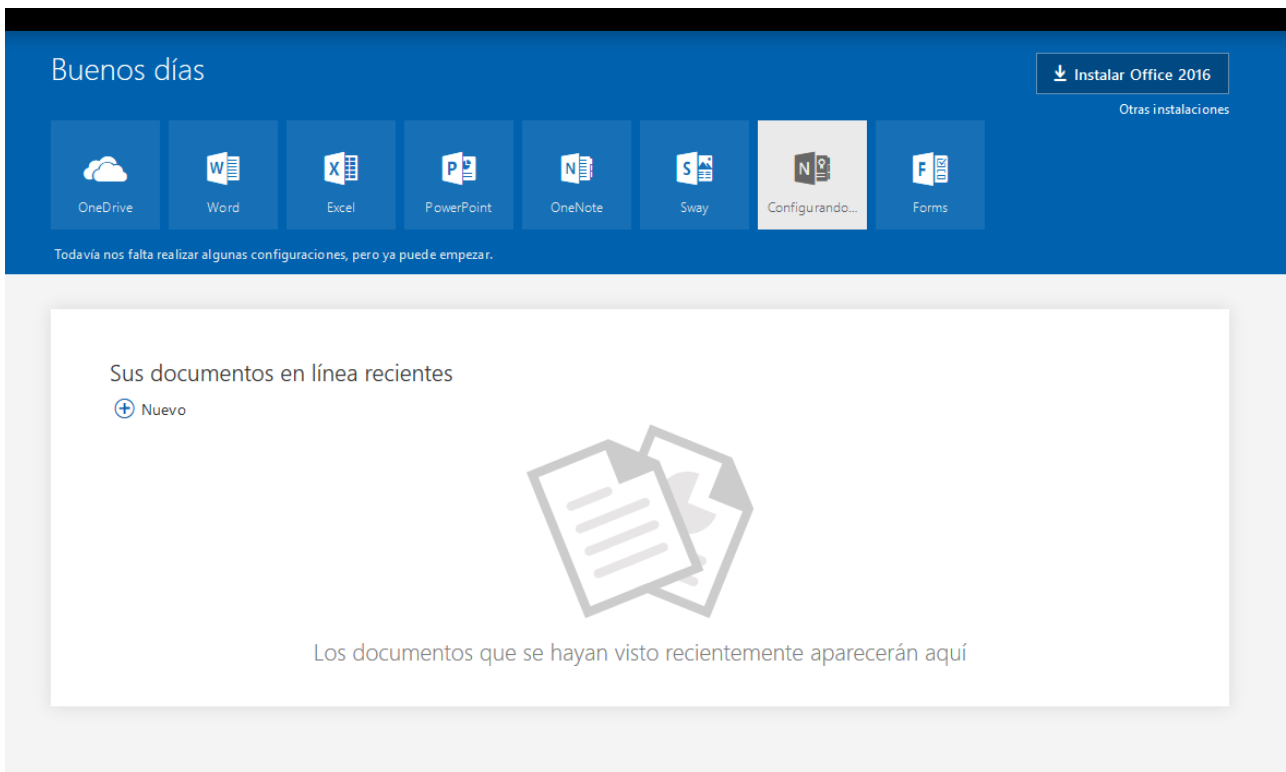 Buenos días
Instalar Office 2016
Otras instalaciones
OneDrive
Word
Excel
PowerPoint
OneNote
Sway
Configurando...
Forms
Todavía nos falta realizar algunas configuraciones, pero ya puede empezar.
Sus documentos en línea recientes
Nuevo
Los documentos que se hayan visto recientemente aparecerán aquí